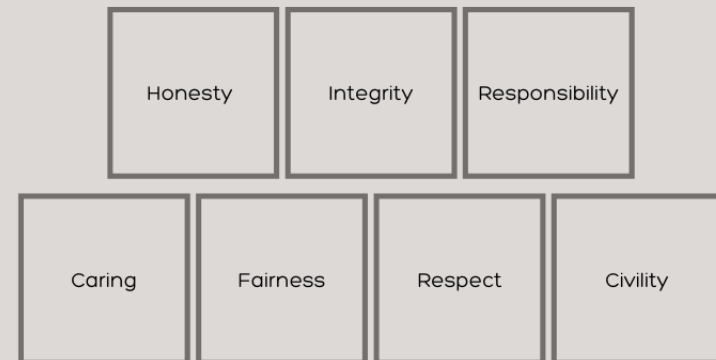 Honesty
Integrity
Responsibility
Caring
Fairness
Respect
Civility